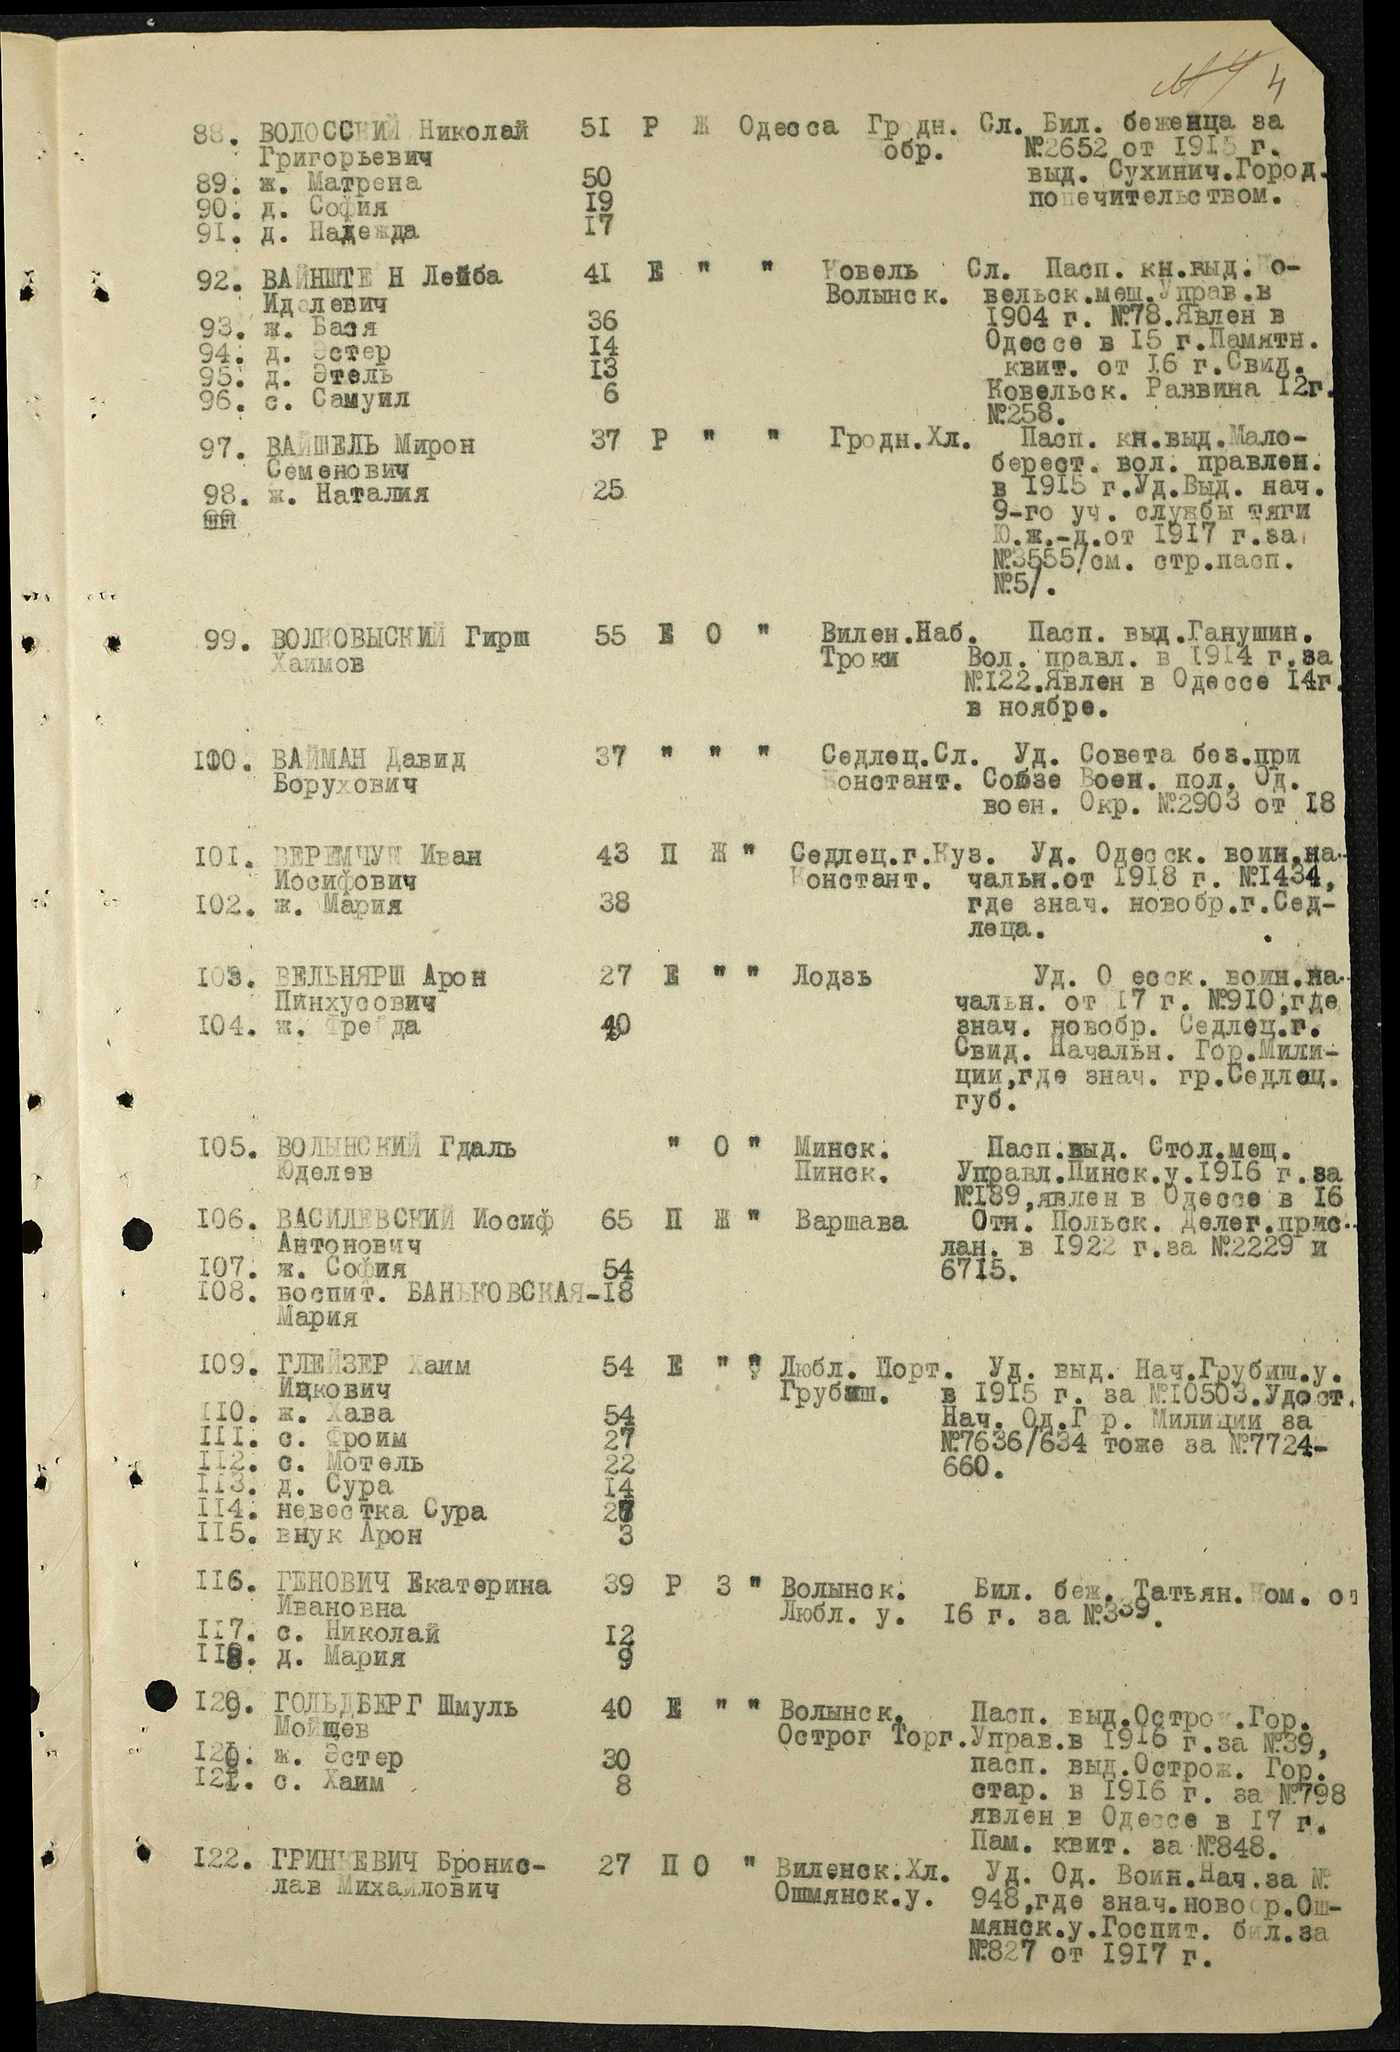 4
88. ВОЛОССКИЙ Николай 51 Р Ж Одесса Гродн. Сл. Бил. беженца за
Григорьевич обр. №2652 от 1915 г.
89. ж. Матрена 50 выд. Сухинич.Город.
90. д. София 19 попечительством.
91. д. Надежда 17
92. ВАЙНШТЕЙН Лейба 41 Е " " Ковель Сл. Пасп. кн.выд.Ко-
Иделевич Волынск. вельск.мещ.Управ.в
93. ж. Бася 36 1904 г. №78.Явлен в
94. д. Эстер 14 Одессе в 15 г.Памятн.
95. д. Этель 13 квит. от 16 г.Свид.
96. с. Самуил 6 Ковельск. Раввина 12г.
№258.
97. ВАЙШЕЛЬ Мирон 37 Р " " Гродн.Хл. Пасп. кн.выд.Мало-
Семенович берест. вол. правлен.
98. ж. Наталия 25 в 1915 г.Уд.Выд. нач.
9-го уч. службы тяги
Ю.ж.-д.от 1917 г.за
№3555/см. стр.пасп.
№5/.
99. ВОЛКОВЫСКИЙ Гирш 55 Е О " Вилен.Наб. Пасп. выд.Ганушин.
Хаимов Троки Вол. правл. в 1914 г.за
№122.Явлен в Одессе 14г.
в ноябре.
100. ВАЙМАН Давид 37 " " " Седлец.Сл. Уд. Совета беж.при
Борухович Констант. Союзе Воен. пол. Од.
воен. Окр. №2903 от 18
101. ВЕРЕМЧУК Иван 43 П Ж " Седлец.г.Куз. Уд. Одесск. воин.на-
Иосифович Констант. чальн.от 1918 г. №1434,
102. ж. Мария 38 где знач. новобр.г.Сед-
леца.
103. ВЕЛЬНЯРШ Арон 27 Е " " Лодзь Уд. О есск. воин.на-
Пинхусович чальн. от 17 г. №910,где
104. ж. Фрейда 40 знач. новобр. Седлец.г.
Свид. Начальн. Гор.Мили-
ции,где знач. гр.Седлец.
губ.
105. ВОЛЫНСКИЙ Гдаль " О " Минск. Пасп.выд. Стол.мещ.
Юделев Пинск. Управл.Пинск.у.1916 г.за
№189,явлен в Одессе в 16
106. ВАСИЛЕВСКИЙ Иосиф 65 П Ж " Варшава Отн. Польск. Делег.прис-
Антонович лан. в 1922 г.за №2229 и
107. ж. София 54 6715.
108. воспит. БАНЬКОВСКАЯ-18
Мария
109. ГЛЕЙЗЕР Хаим 54 Е " " Любл. Порт. Уд. выд. Нач.Грубиш.у.
Ицкович Грубиш. в 1915 г. за №10503.Удост.
110. ж. Хава 54 Нач. Од.Гор. Милиции за
111. с. Фроим 27 №7636/634 тоже за №7724-
112. с. Мотель 22 660.
113. д. Сура 14
114. невестка Сура 27
115. внук Арон 3
116. ГЕНОВИЧ Екатерина 39 Р З " Волынск. Бил. беж. Татьян.Ком. от
Ивановна Любл. у. 16 г. за №339.
117. с. Николай 12
118. д. Мария 9
129. ГОЛЬДБЕРГ Шмуль 40 Е " " Волынск. Пасп. выд.Острож.Гор.
Мойшев Острог Торг.Управ.в 1916 г.за №39,
120. ж. Эстер 30 пасп. выд.Острож. Гор.
121. с. Хаим 8 стар. в 1916 г. за №798
явлен в Одессе в 17 г.
Пам. квит. за №848.
122. ГРИНКЕВИЧ Бронис- 27 П О " Виленск.Хл. Уд. Од. Воин.Нач.за №
лав Михайлович Ошмянск.у. 948,где знач.новобр.Ош-
мянск.у.Госпит. бил.за
№827 от 1917 г.